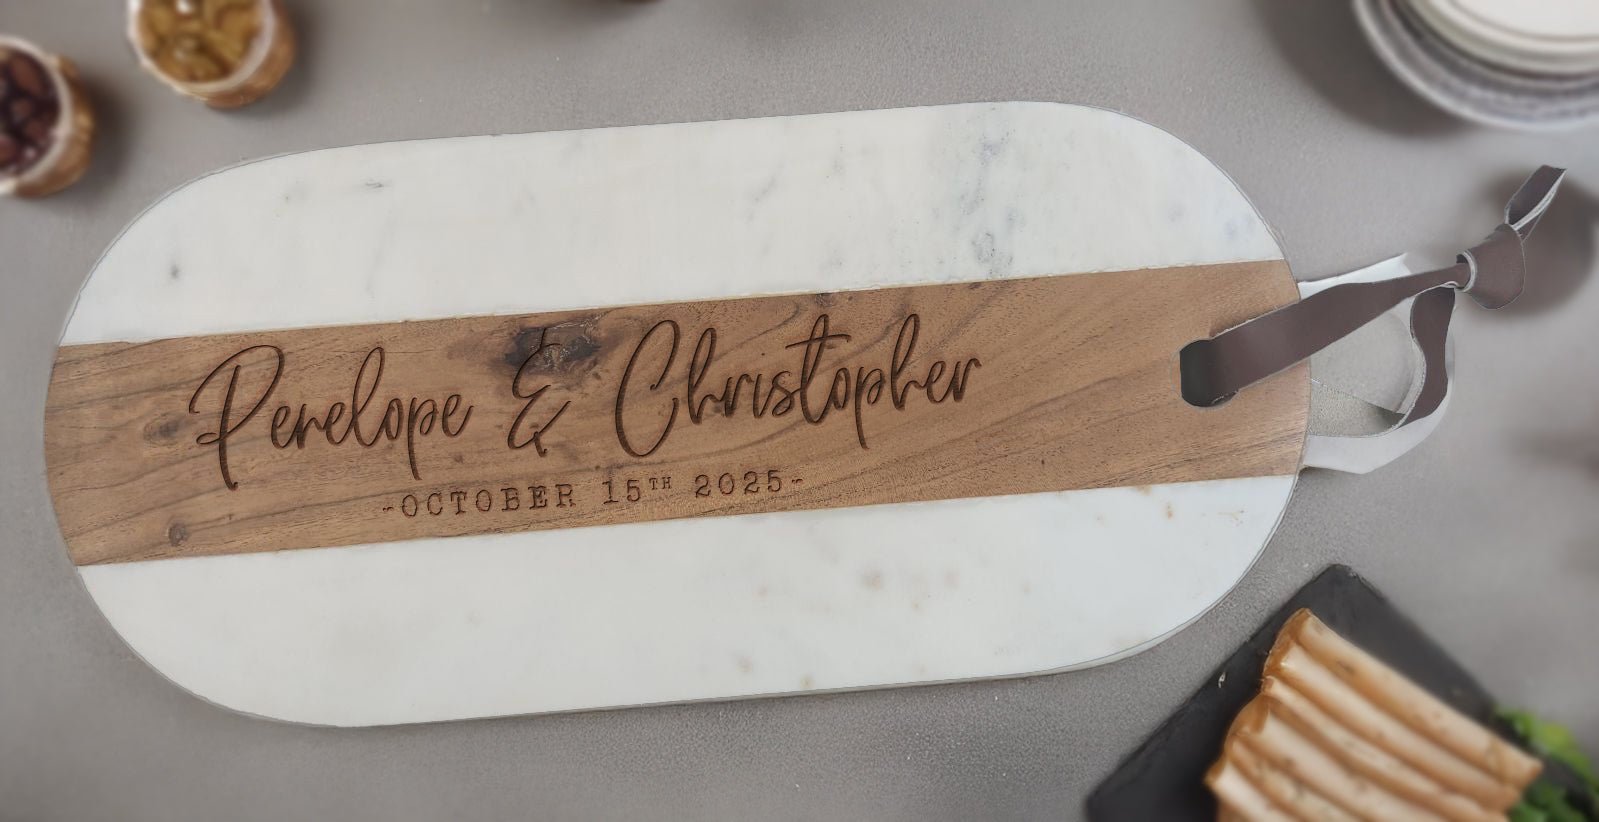 Penelope & Christopher
-OCTOBER 15TH 2025-